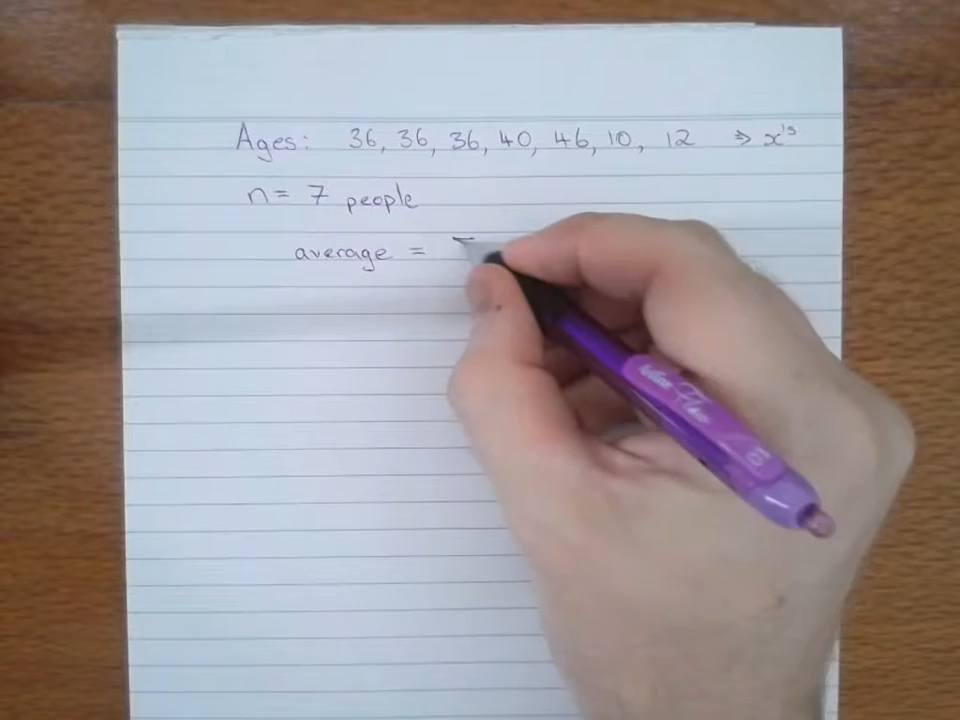 Ages: 36, 36, 36, 40, 46, 10, 12 ⇒ x's
n = 7 people
average =